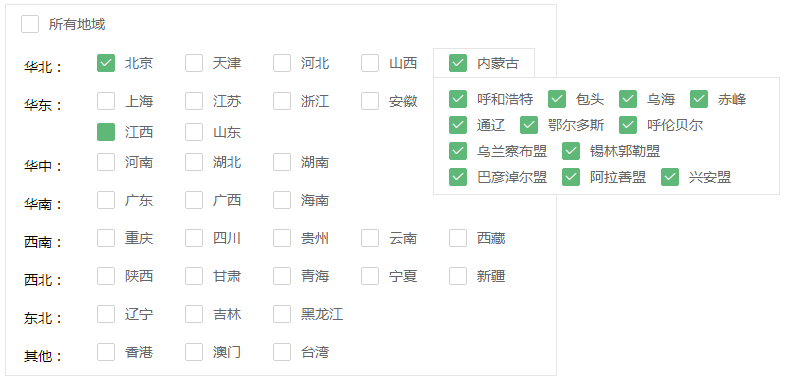 所有地域
华北： 北京 天津 河北 山西 内蒙古
呼和浩特 包头 乌海 赤峰
通辽 鄂尔多斯 呼伦贝尔
乌兰察布盟 锡林郭勒盟
巴彦淖尔盟 阿拉善盟 兴安盟
华东： 上海 江苏 浙江 安徽
江西 山东
华中： 河南 湖北 湖南
华南： 广东 广西 海南
西南： 重庆 四川 贵州 云南 西藏
西北： 陕西 甘肃 青海 宁夏 新疆
东北： 辽宁 吉林 黑龙江
其他： 香港 澳门 台湾